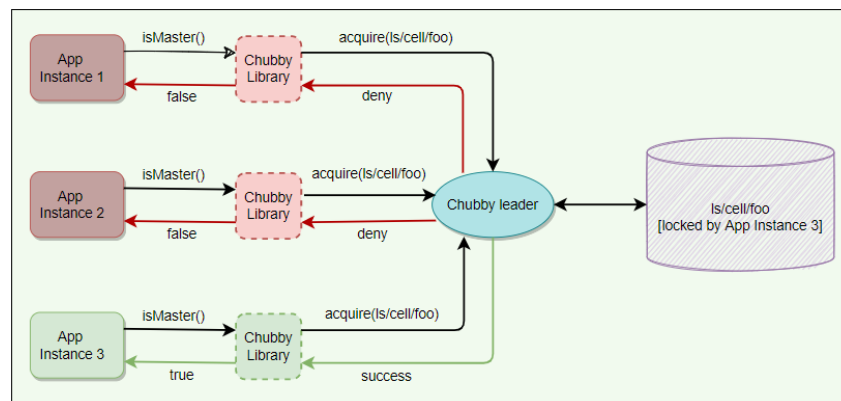 isMaster()
acquire(ls/cell/foo)
App
Instance 1
Chubby
Library
false
deny
isMaster()
acquire(ls/cell/foo)
App
Instance 2
Chubby
Library
Chubby leader
ls/cell/foo
[locked by App Instance 3]
false
deny
isMaster()
acquire(ls/cell/foo)
App
Instance 3
Chubby
Library
true
success